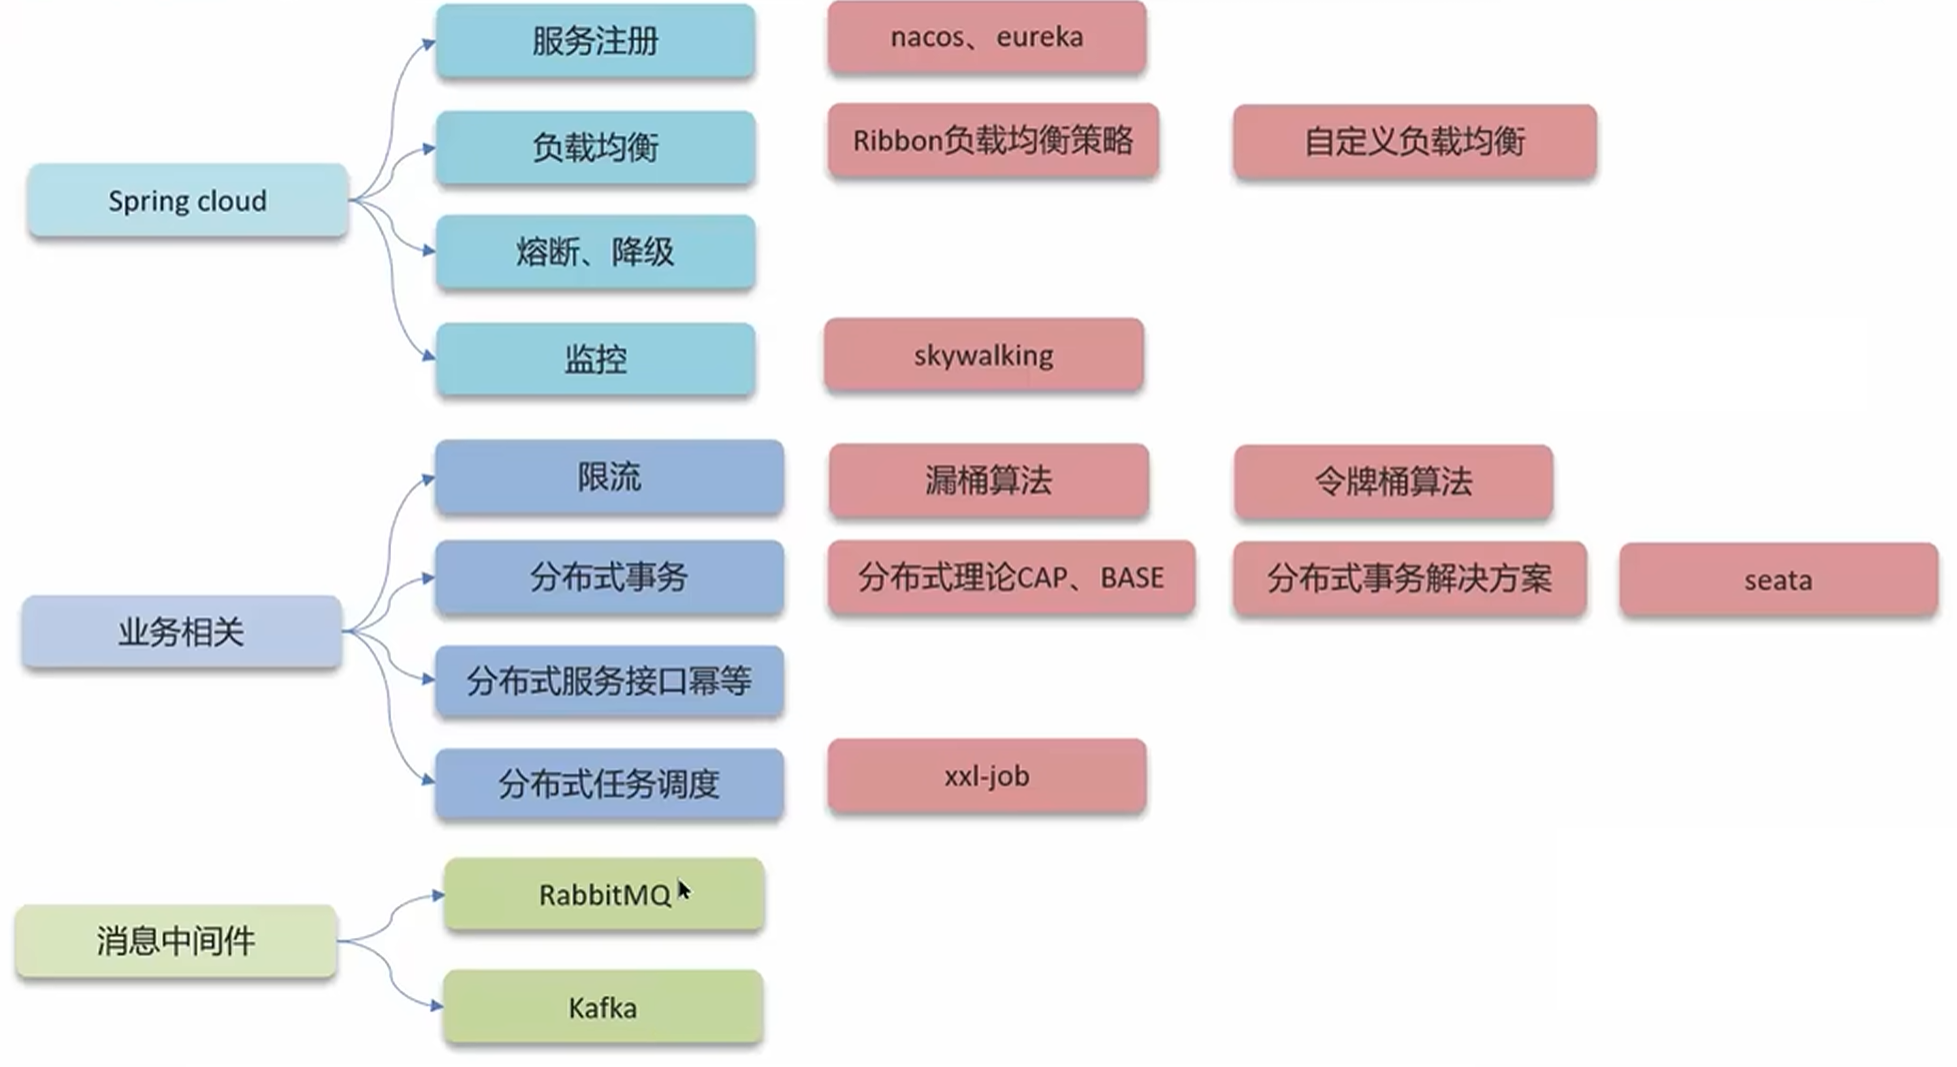 Spring cloud
服务注册
nacos、eureka
负载均衡
Ribbon负载均衡策略
自定义负载均衡
熔断、降级
监控
skywalking
业务相关
限流
漏桶算法
令牌桶算法
分布式事务
分布式理论CAP、BASE
分布式事务解决方案
seata
分布式服务接口幂等
分布式任务调度
xxl-job
消息中间件
RabbitMQ
Kafka